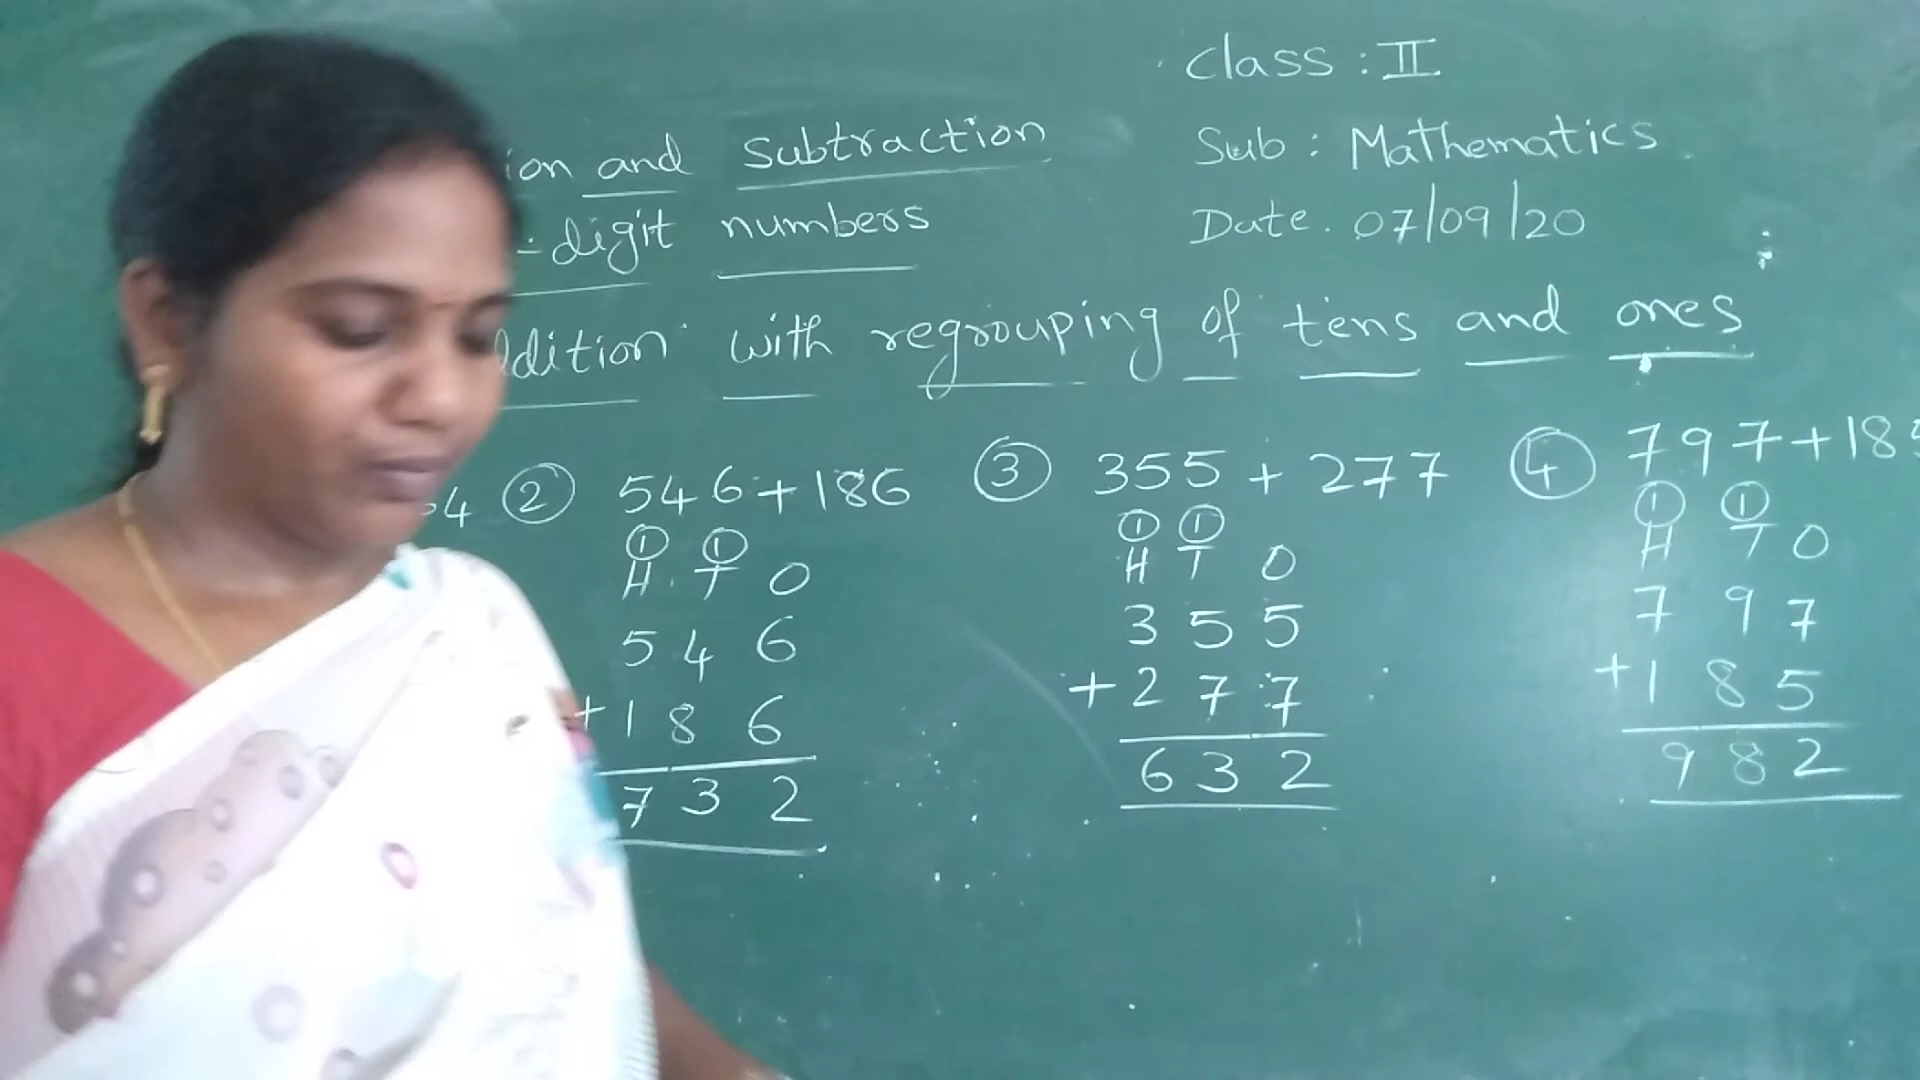 Class : II
Sub : Mathematics
Date. 07/09/20
and Subtraction
-digit numbers
with regrouping of tens and ones
② 546+186
① ①
H T O
5 4 6
+1 8 6
7 3 2
③ 355 + 277
① ①
H T O
3 5 5
+ 2 7 7
6 3 2
④ 797+185
① ①
H T O
7 9 7
+1 8 5
9 8 2